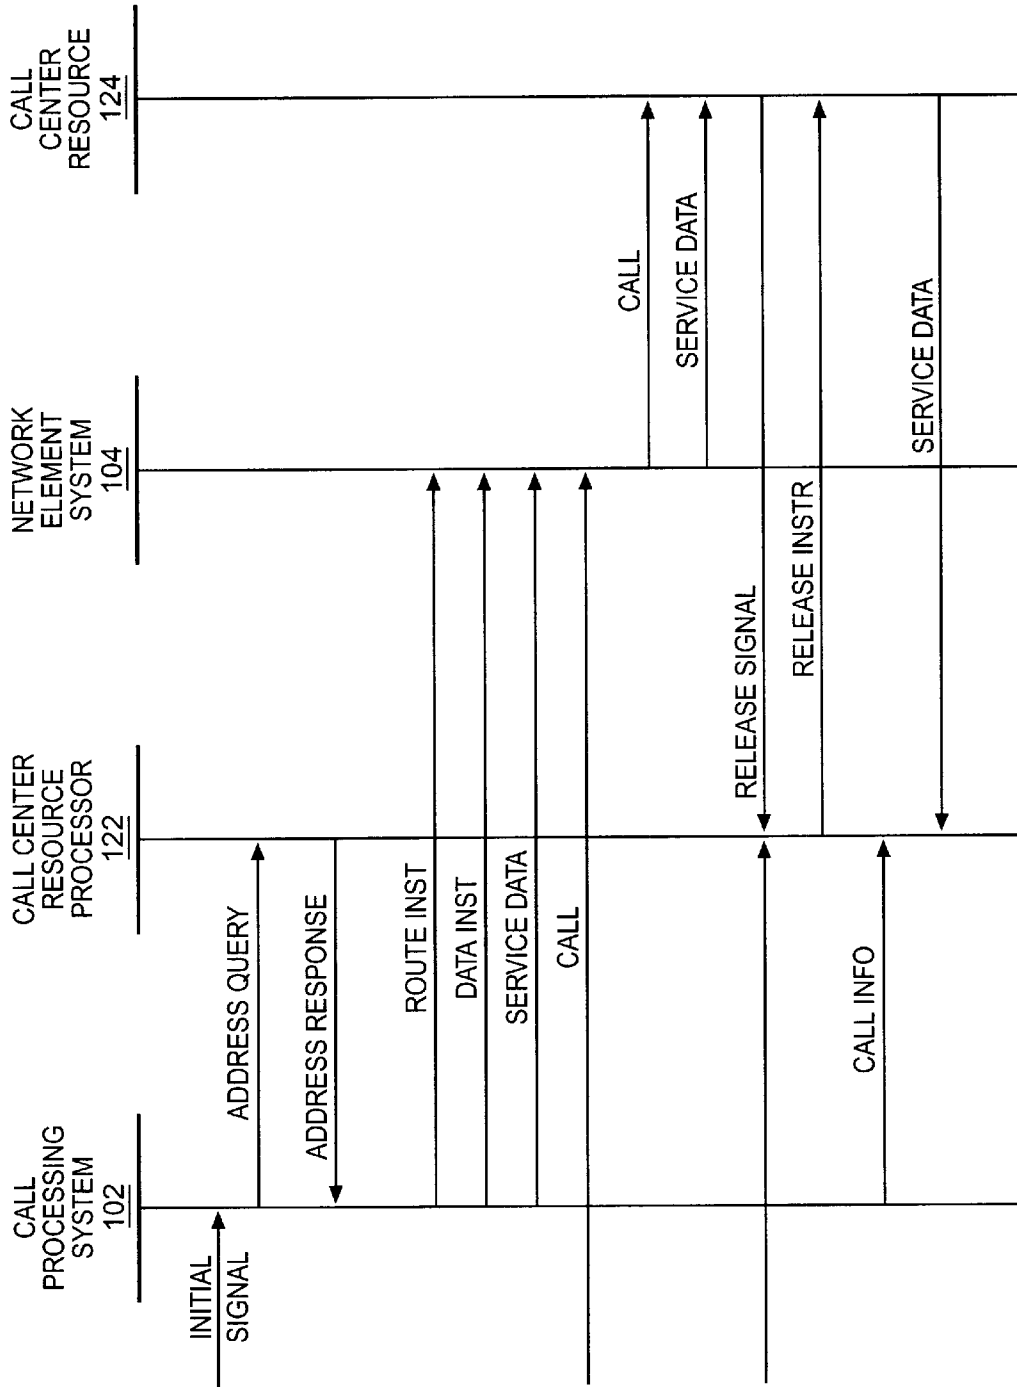 CALL
PROCESSING
SYSTEM
102
CALL CENTER
RESOURCE
PROCESSOR
122
NETWORK
ELEMENT
SYSTEM
104
CALL
CENTER
RESOURCE
124
INITIAL
SIGNAL
ADDRESS QUERY
ADDRESS RESPONSE
ROUTE INST
DATA INST
SERVICE DATA
CALL
CALL
SERVICE DATA
RELEASE SIGNAL
RELEASE INSTR
CALL INFO
SERVICE DATA